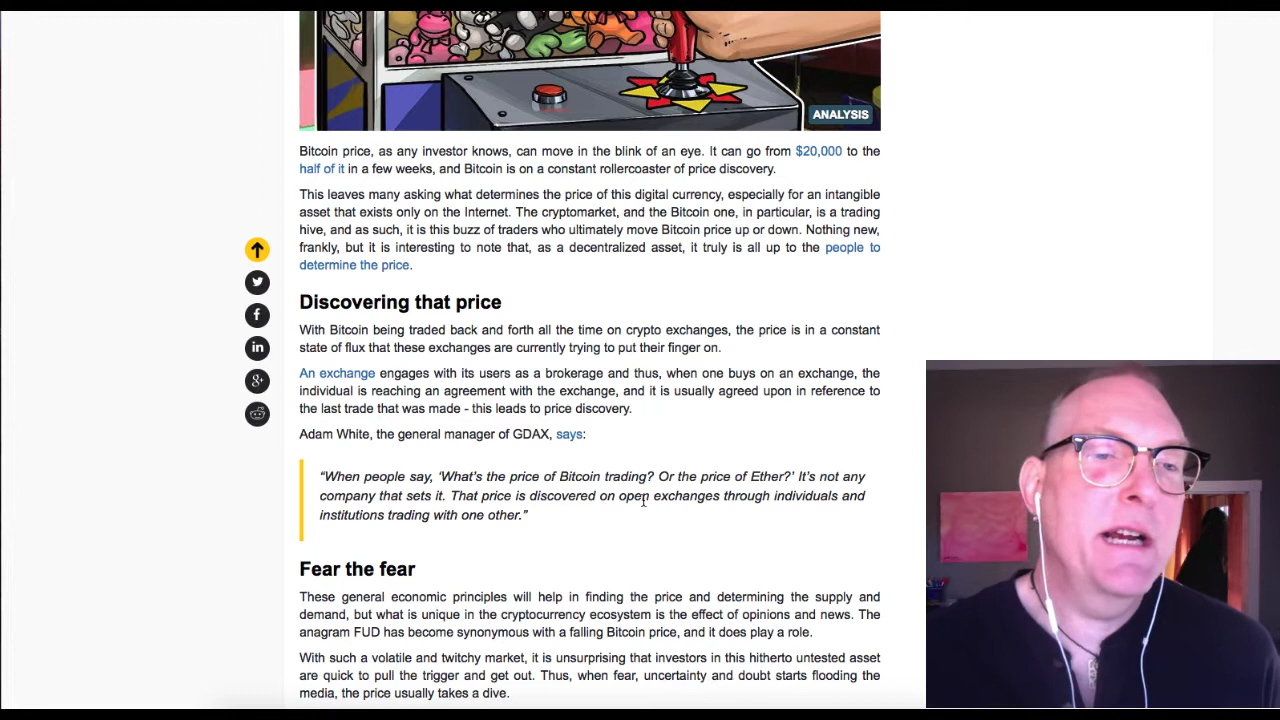 ANALYSIS
Bitcoin price, as any investor knows, can move in the blink of an eye. It can go from $20,000 to the
half of it in a few weeks, and Bitcoin is on a constant rollercoaster of price discovery.
This leaves many asking what determines the price of this digital currency, especially for an intangible
asset that exists only on the Internet. The cryptomarket, and the Bitcoin one, in particular, is a trading
hive, and as such, it is this buzz of traders who ultimately move Bitcoin price up or down. Nothing new,
frankly, but it is interesting to note that, as a decentralized asset, it truly is all up to the people to
determine the price.
Discovering that price
With Bitcoin being traded back and forth all the time on crypto exchanges, the price is in a constant
state of flux that these exchanges are currently trying to put their finger on.
An exchange engages with its users as a brokerage and thus, when one buys on an exchange, the
individual is reaching an agreement with the exchange, and it is usually agreed upon in reference to
the last trade that was made - this leads to price discovery.
Adam White, the general manager of GDAX, says:
“When people say, ‘What’s the price of Bitcoin trading? Or the price of Ether?’ It’s not any
company that sets it. That price is discovered on open exchanges through individuals and
institutions trading with one other.”
Fear the fear
These general economic principles will help in finding the price and determining the supply and
demand, but what is unique in the cryptocurrency ecosystem is the effect of opinions and news. The
anagram FUD has become synonymous with a falling Bitcoin price, and it does play a role.
With such a volatile and twitchy market, it is unsurprising that investors in this hitherto untested asset
are quick to pull the trigger and get out. Thus, when fear, uncertainty and doubt starts flooding the
media, the price usually takes a dive.